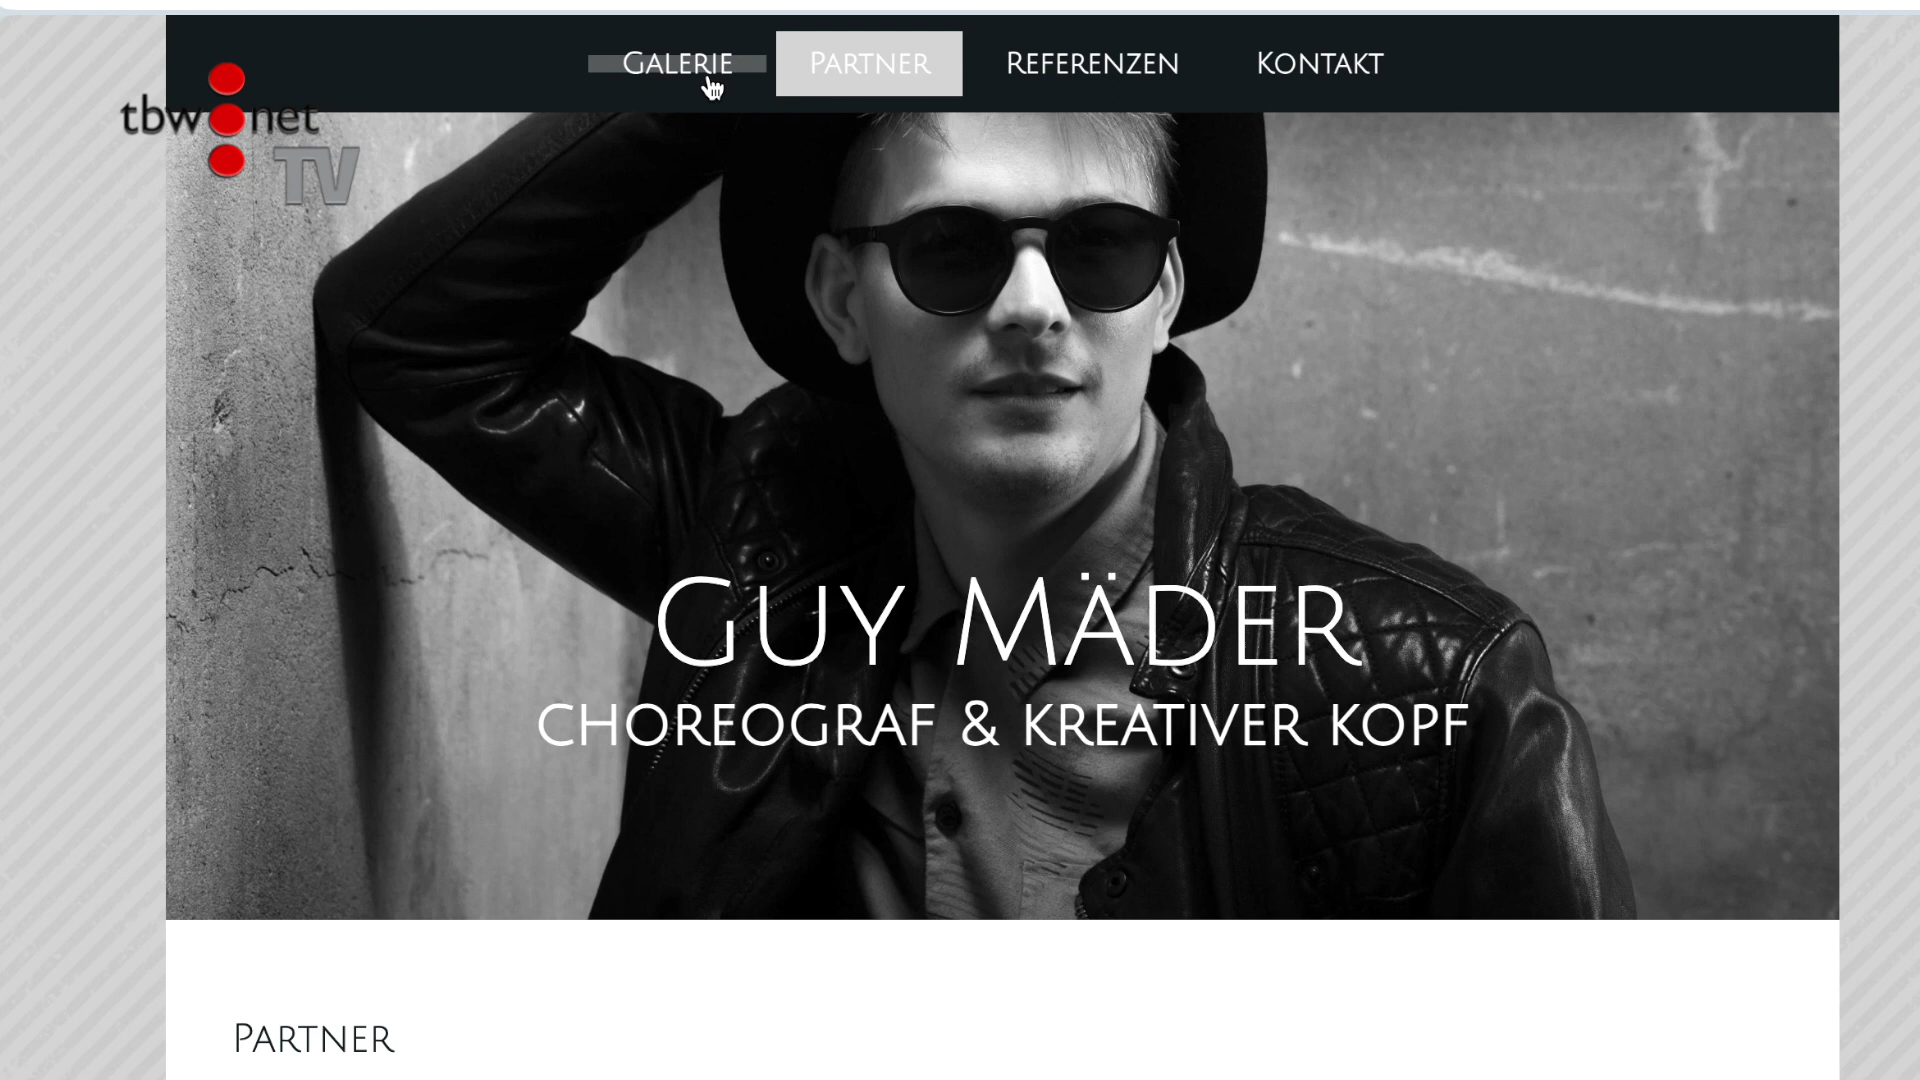 Galerie Partner Referenzen Kontakt
tbw net
TV
Guy Mäder
choreograf & kreativer kopf
Partner